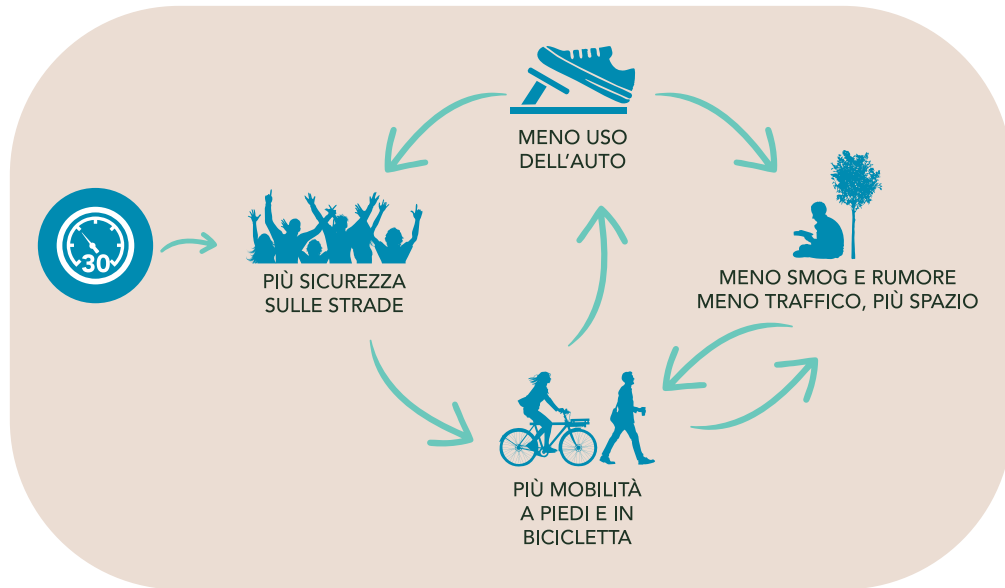 MENO USO
DELL'AUTO
30
PIÙ SICUREZZA
SULLE STRADE
MENO SMOG E RUMORE
MENO TRAFFICO, PIÙ SPAZIO
PIÙ MOBILITÀ
A PIEDI E IN
BICICLETTA